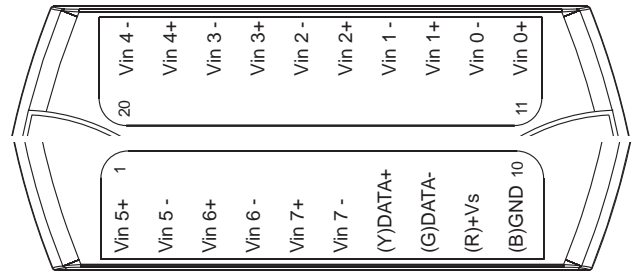 Vin 4 -
Vin 4+
Vin 3 -
Vin 3+
Vin 2 -
Vin 2+
Vin 1 -
Vin 1+
Vin 0 -
Vin 0+
20
11
1
10
Vin 5+
Vin 5 -
Vin 6+
Vin 6 -
Vin 7+
Vin 7 -
(Y)DATA+
(G)DATA-
(R)+Vs
(B)GND